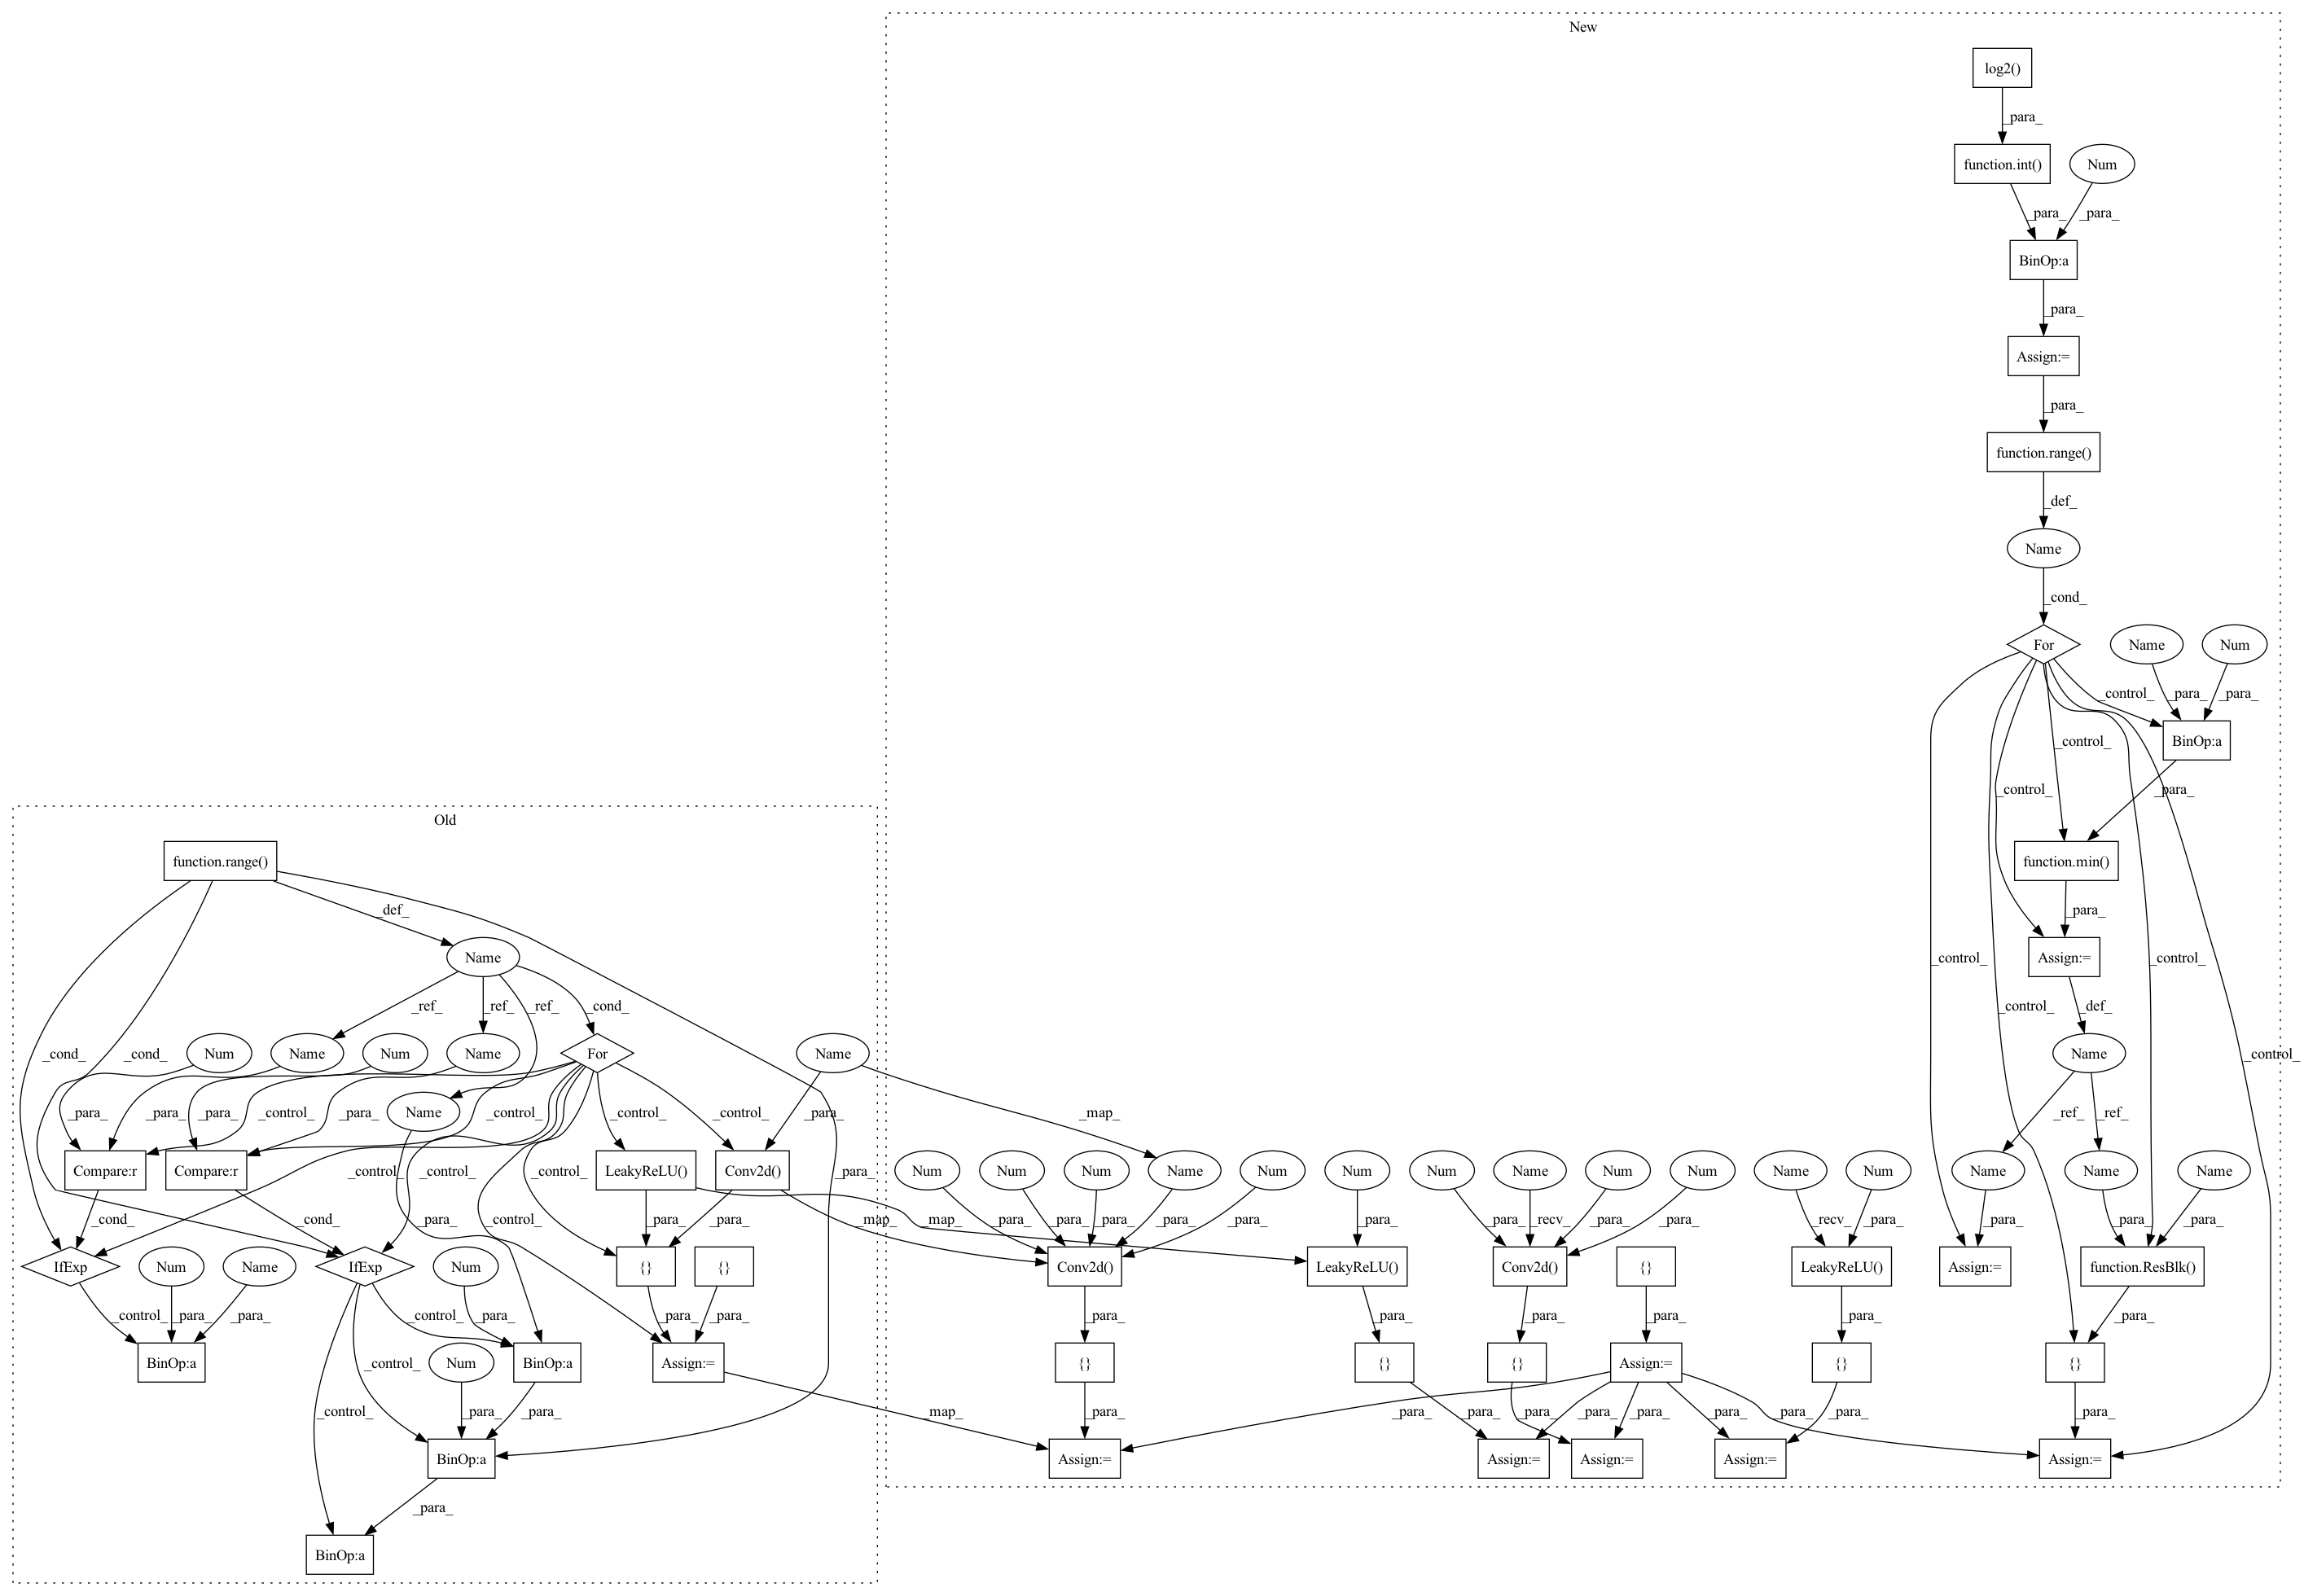 New
log2()
_para_
function.int()
Num
_para_
_para_
BinOp:a
_para_
Assign:=
_para_
function.range()
_def_
Name
_cond_
For
Name
Num
_control_
_para_
_para_
BinOp:a
_control_
_control_
_para_
function.min()
_para_
_control_
_control_
Assign:=
_control_
_def_
Name
_control_
_ref_
_ref_
Num
Num
Num
Name
Num
Num
Num
Name
Num
Num
Name
Num
Name
Name
Name
_para_
_para_
_para_
_para_
_para_
_para_
_para_
_recv_
_para_
_para_
_recv_
_para_
_para_
_para_
_para_
Conv2d()
LeakyReLU()
Conv2d()
{}
LeakyReLU()
Assign:=
function.ResBlk()
_para_
_para_
_para_
_para_
_para_
_para_
{}
{}
{}
Assign:=
{}
{}
_para_
_para_
_para_
_para_
_para_
_para_
_para_
_para_
_para_
Assign:=
Assign:=
Assign:=
Assign:=
Assign:=
Old
function.range()
_def_
Name
_ref_
_ref_
_ref_
_cond_
_cond_
_cond_
Num
Name
Num
Name
For
Name
_map_
Name
_para_
_para_
_para_
_control_
_para_
_control_
_control_
_control_
_para_
Compare:r
Compare:r
LeakyReLU()
Conv2d()
_control_
_control_
_control_
_para_
_cond_
_cond_
_para_
_control_
_para_
_para_
_map_
_map_
IfExp
Num
Name
IfExp
Num
{}
{}
_control_
_para_
_para_
_control_
_para_
_para_
_para_
BinOp:a
_control_
Num
BinOp:a
Assign:=
_control_
_para_
_para_
_map_
BinOp:a
_para_
BinOp:a